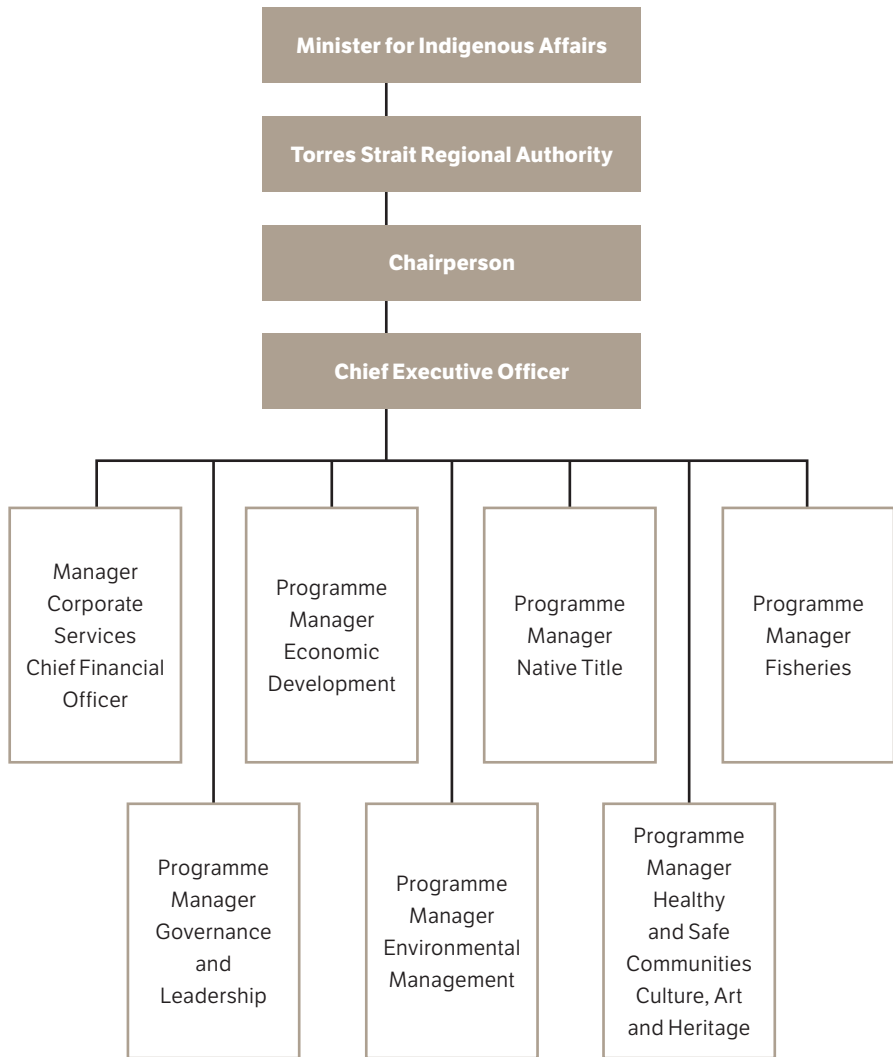 Minister for Indigenous Affairs
Torres Strait Regional Authority
Chairperson
Chief Executive Officer
Manager
Corporate
Services
Chief Financial
Officer
Programme
Manager
Economic
Development
Programme
Manager
Native Title
Programme
Manager
Fisheries
Programme
Manager
Governance
and
Leadership
Programme
Manager
Environmental
Management
Programme
Manager
Healthy
and Safe
Communities
Culture, Art
and Heritage